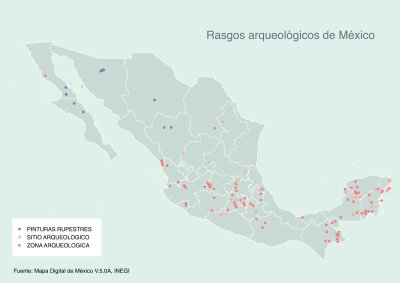 Rasgos arqueológicos de México
PINTURAS RUPESTRES
SITIO ARQUEOLOGICO
ZONA ARQUEOLOGICA
Fuente: Mapa Digital de México V.5.0A, INEGI